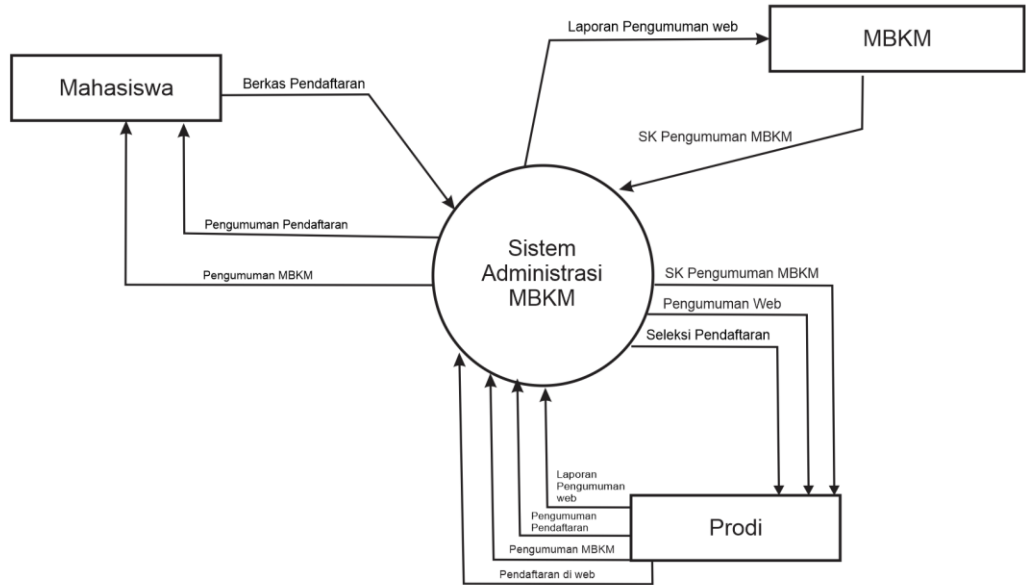 Laporan Pengumuman web
MBKM
Mahasiswa
Berkas Pendaftaran
SK Pengumuman MBKM
Pengumuman Pendaftaran
Pengumuman MBKM
Sistem
Administrasi
MBKM
SK Pengumuman MBKM
Pengumuman Web
Seleksi Pendaftaran
Laporan
Pengumuman
web
Pengumuman
Pendaftaran
Pengumuman MBKM
Pendaftaran di web
Prodi